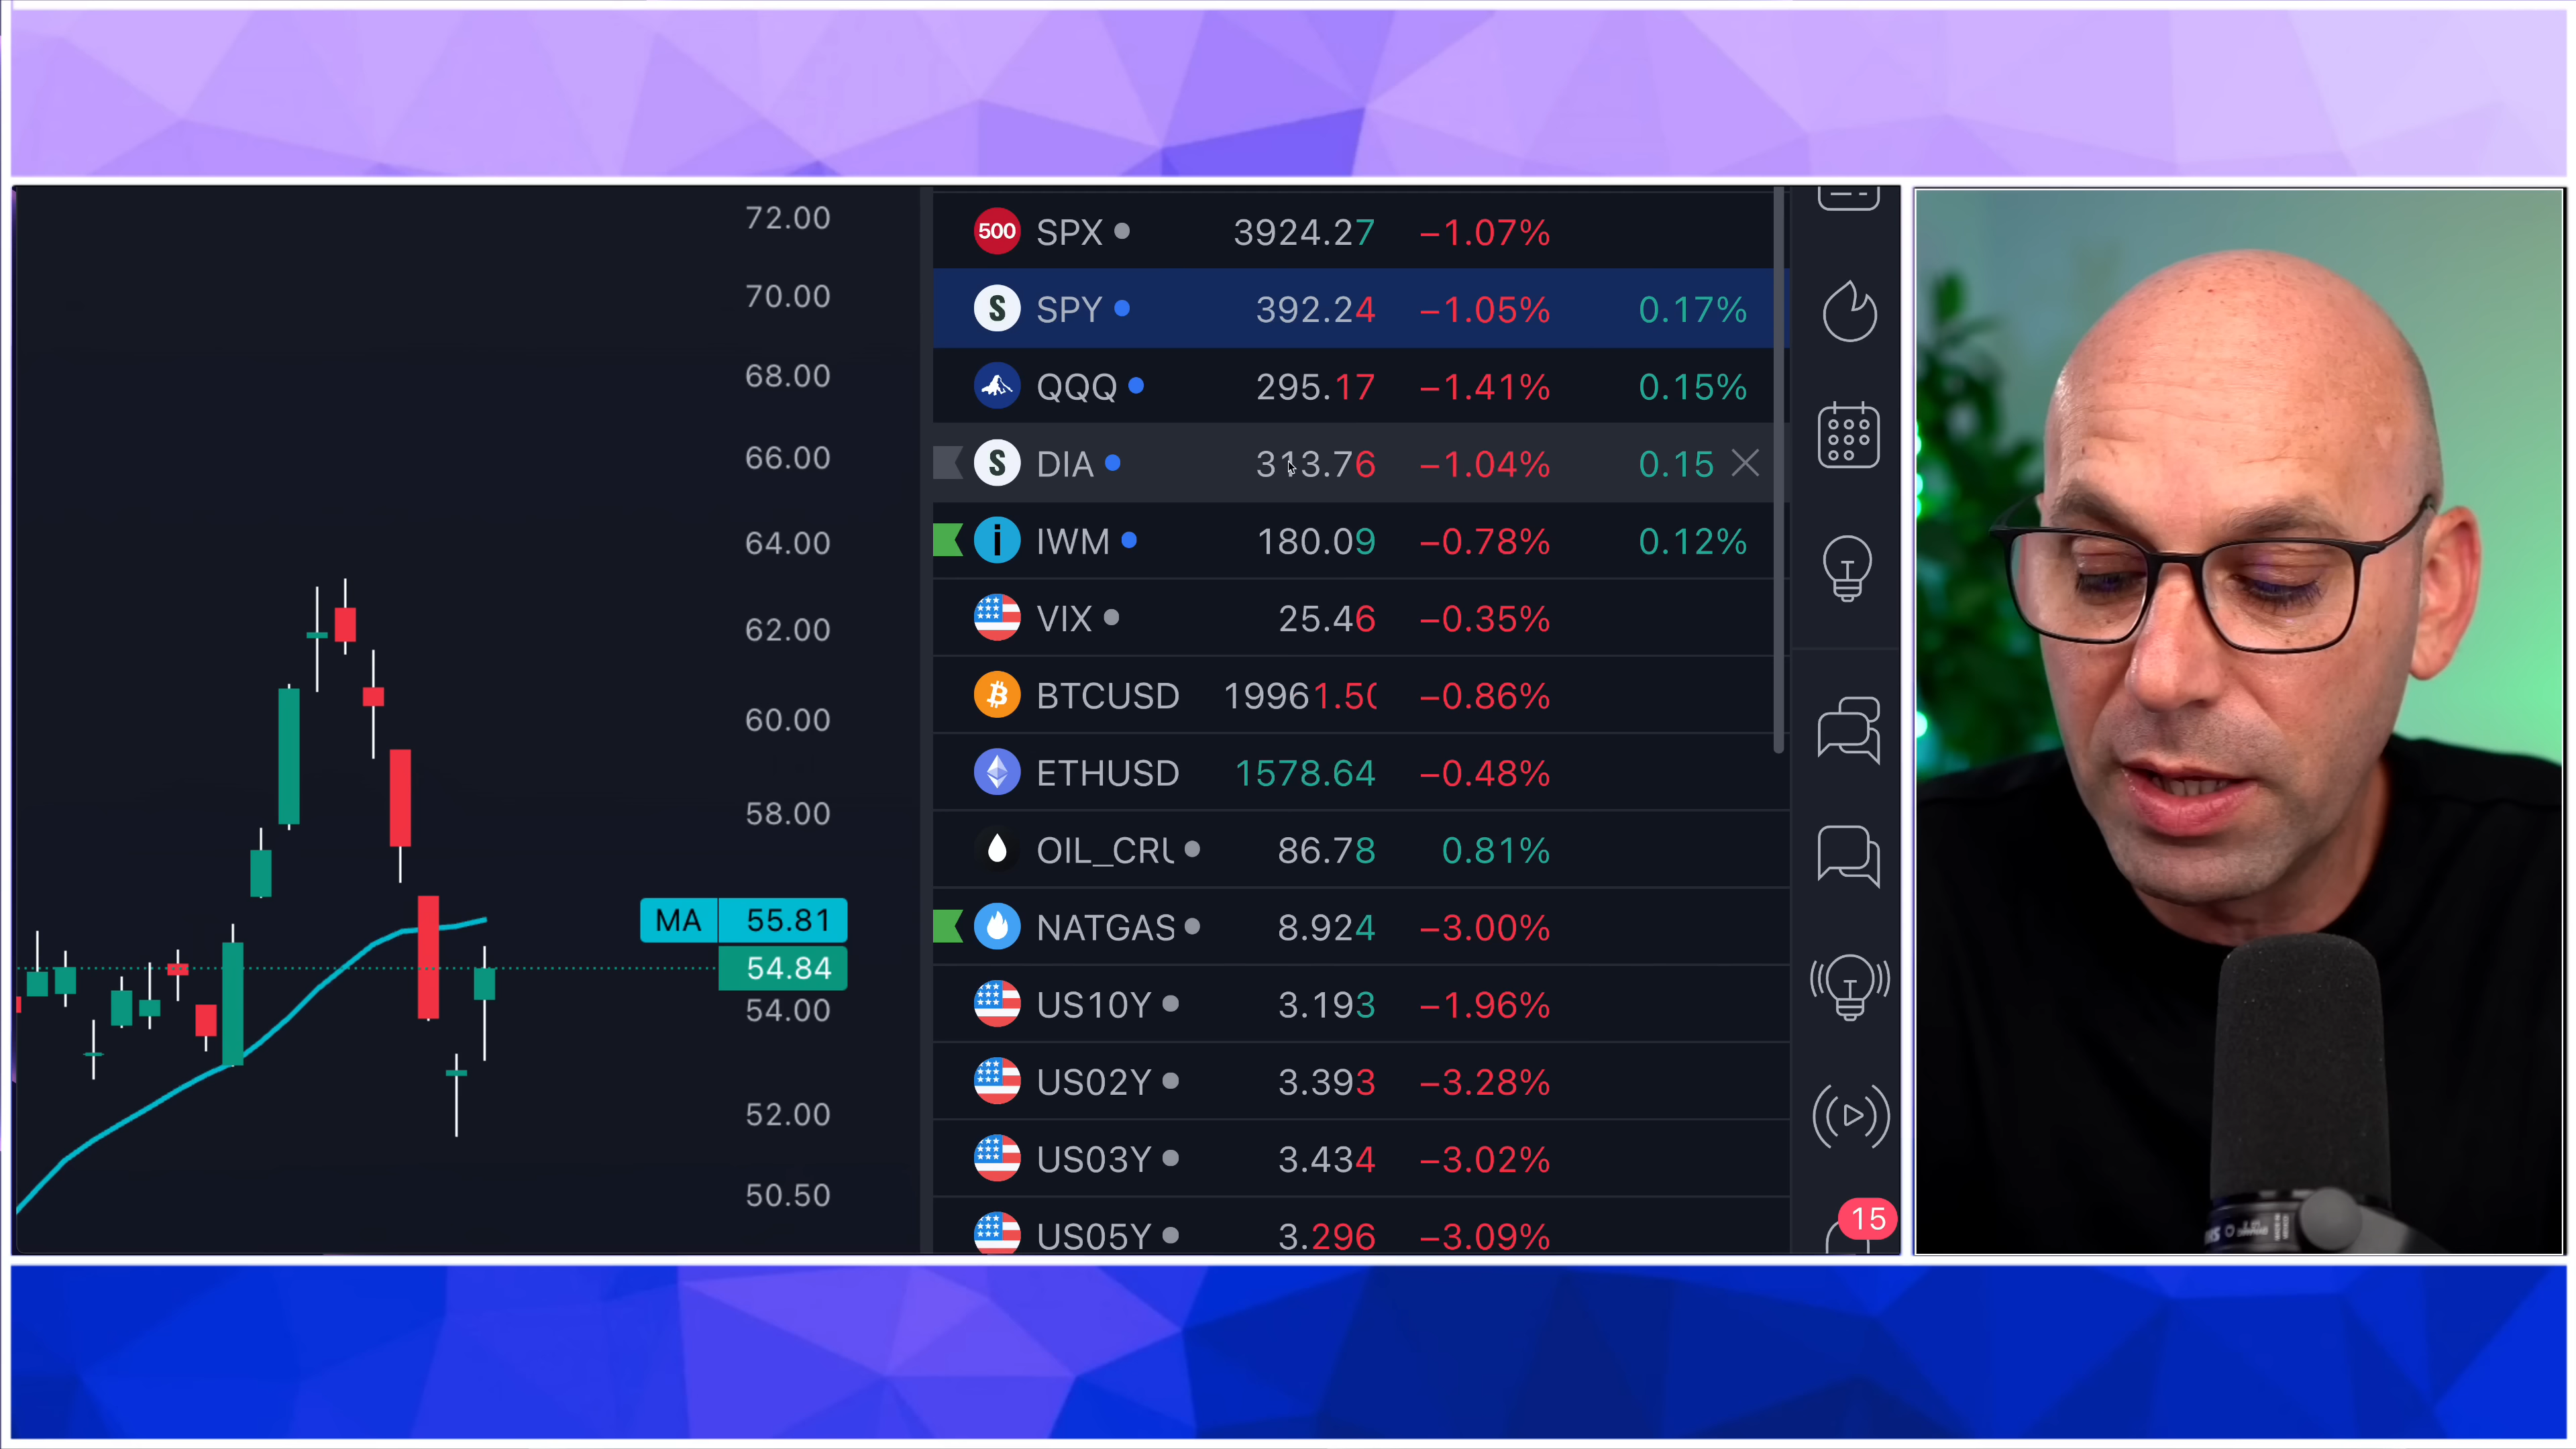 72.00
70.00
68.00
66.00
64.00
62.00
60.00
58.00
MA 55.81
54.84
54.00
52.00
50.50
500 SPX 3924.27 −1.07%
S SPY 392.24 −1.05% 0.17%
QQQ 295.17 −1.41% 0.15%
S DIA 313.76 −1.04% 0.15
i IWM 180.09 −0.78% 0.12%
VIX 25.46 −0.35%
BTCUSD 19961.50 −0.86%
ETHUSD 1578.64 −0.48%
OIL_CRU 86.78 0.81%
NATGAS 8.924 −3.00%
US10Y 3.193 −1.96%
US02Y 3.393 −3.28%
US03Y 3.434 −3.02%
US05Y 3.296 −3.09%
15